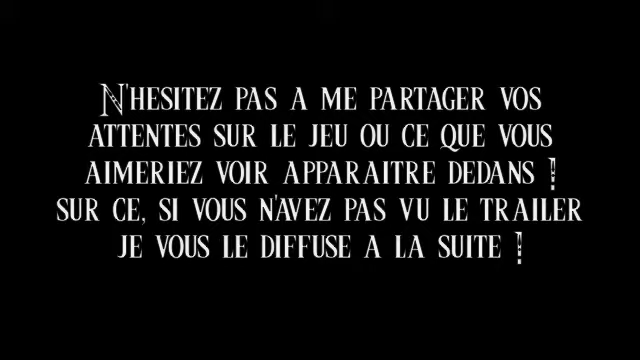 N'HESITEZ PAS A ME PARTAGER VOS
ATTENTES SUR LE JEU OU CE QUE VOUS
AIMERIEZ VOIR APPARAITRE DEDANS !
SUR CE, SI VOUS N'AVEZ PAS VU LE TRAILER
JE VOUS LE DIFFUSE A LA SUITE !